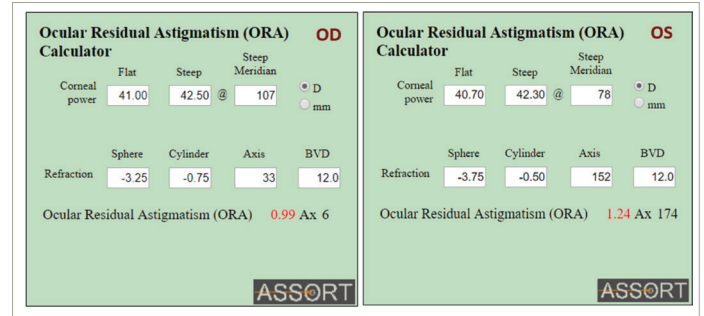 Ocular Residual Astigmatism (ORA) OD
Calculator
Steep
Flat Steep Meridian
Corneal power 41.00 42.50 @ 107 D
mm
Sphere Cylinder Axis BVD
Refraction -3.25 -0.75 33 12.0
Ocular Residual Astigmatism (ORA) 0.99 Ax 6
ASSORT
Ocular Residual Astigmatism (ORA) OS
Calculator
Steep
Flat Steep Meridian
Corneal power 40.70 42.30 @ 78 D
mm
Sphere Cylinder Axis BVD
Refraction -3.75 -0.50 152 12.0
Ocular Residual Astigmatism (ORA) 1.24 Ax 174
ASSORT